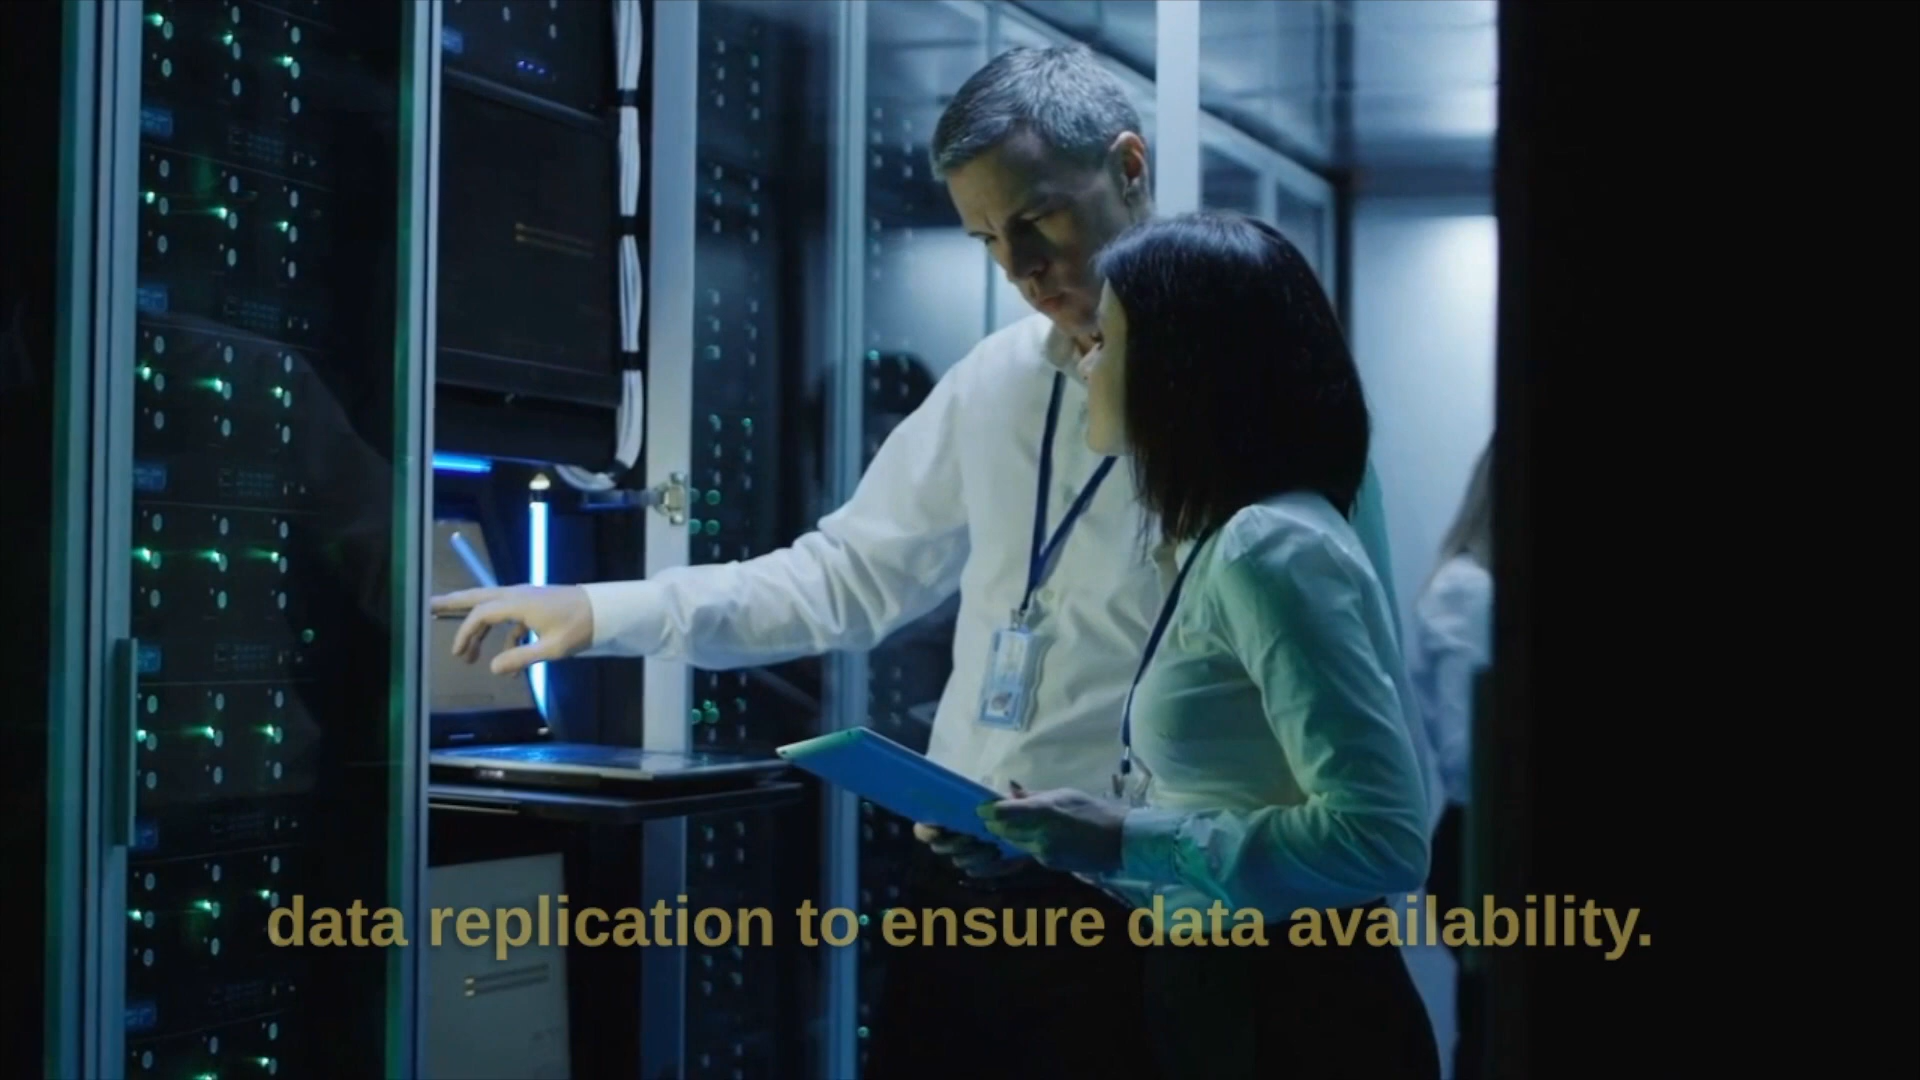 data replication to ensure data availability.